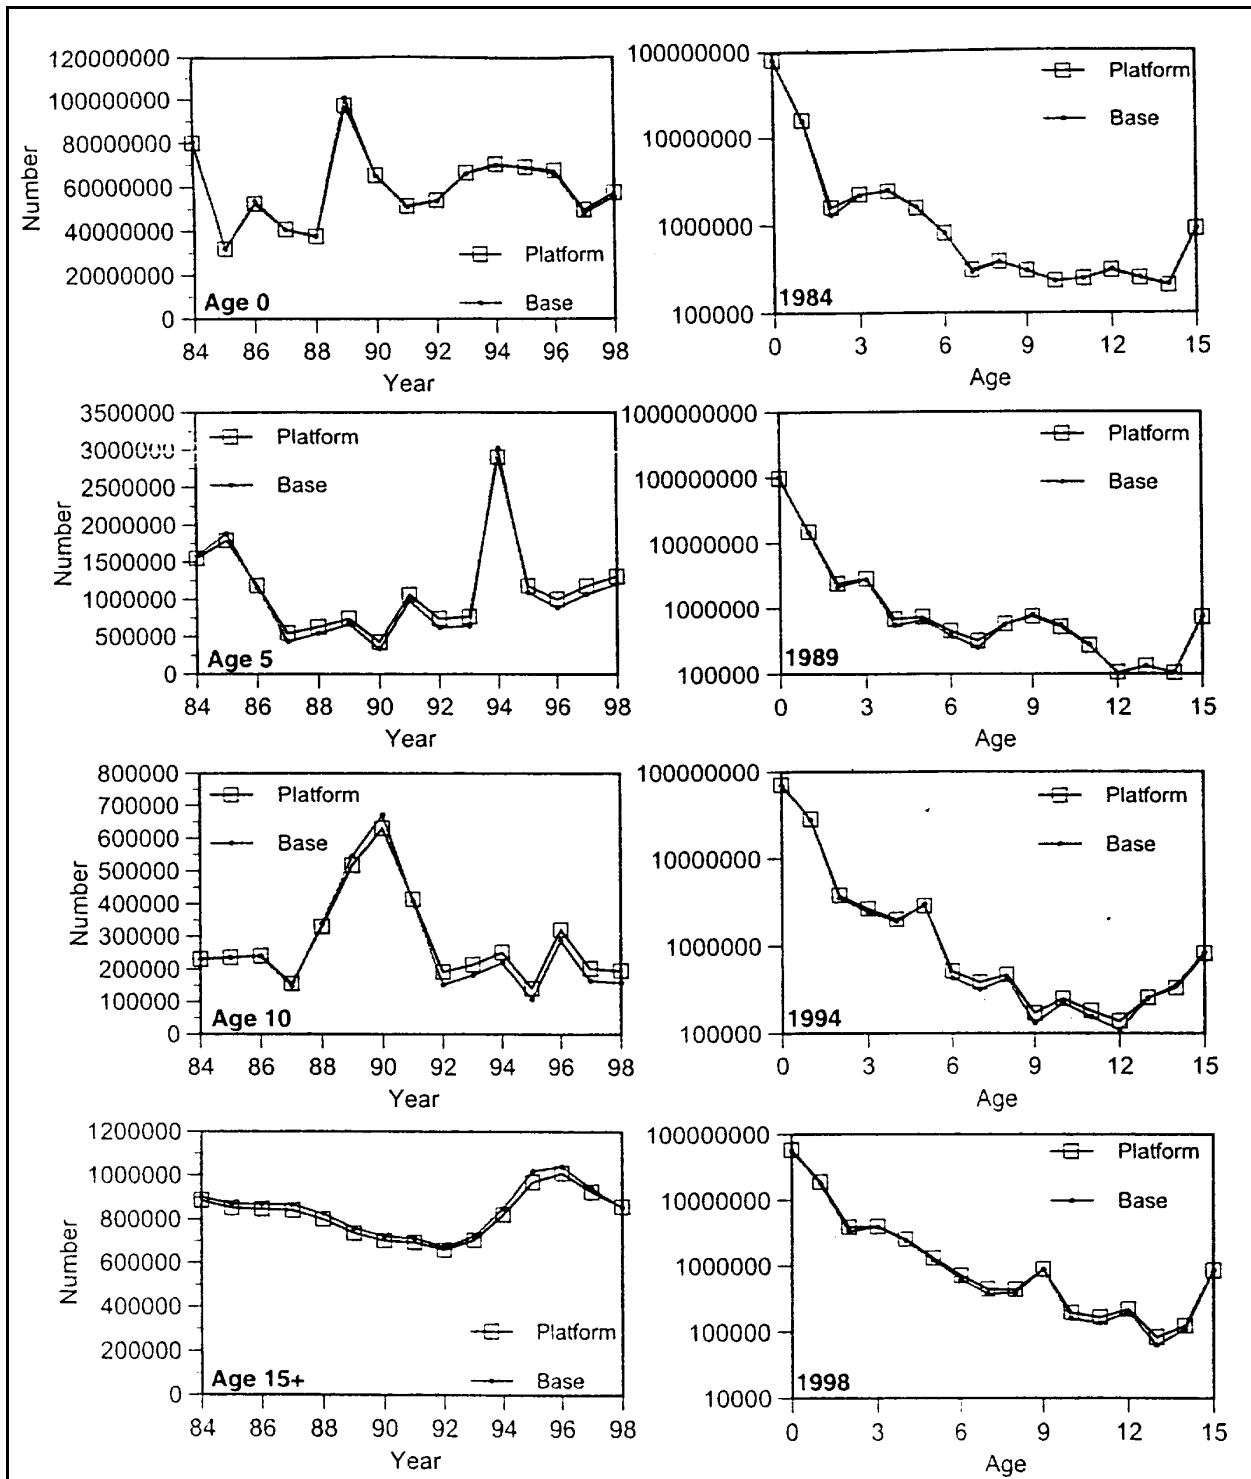 120000000
100000000
80000000
60000000
40000000
20000000
0
Number
Platform
Base
Age 0
84 86 88 90 92 94 96 98
Year
100000000
10000000
1000000
100000
Platform
Base
1984
0 3 6 9 12 15
Age
3500000
3000000
2500000
2000000
1500000
1000000
500000
0
Number
Platform
Base
Age 5
84 86 88 90 92 94 96 98
Year
1000000000
100000000
10000000
1000000
100000
Platform
Base
1989
0 3 6 9 12 15
Age
800000
700000
600000
500000
400000
300000
200000
100000
0
Number
Platform
Base
Age 10
84 86 88 90 92 94 96 98
Year
100000000
10000000
1000000
100000
Platform
Base
1994
0 3 6 9 12 15
Age
1200000
1000000
800000
600000
400000
200000
0
Number
Platform
Base
Age 15+
84 86 88 90 92 94 96 98
Year
100000000
10000000
1000000
100000
10000
Platform
Base
1998
0 3 6 9 12 15
Age